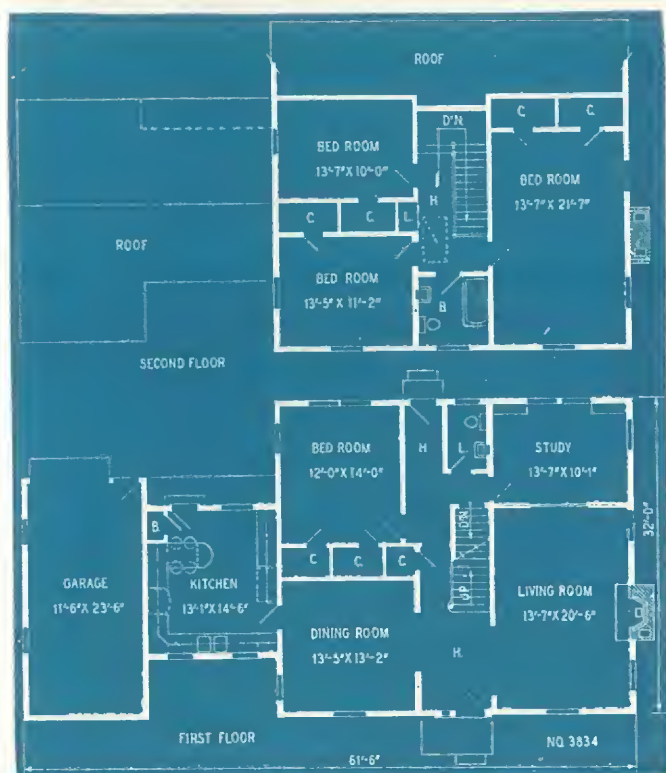 ROOF
C.
C.
D'N.
BED ROOM
13'-7" X 10'-0"
BED ROOM
13'-7" X 21'-7"
H.
C.
C.
L.
ROOF
BED ROOM
13'-5" X 11'-2"
B.
SECOND FLOOR
BED ROOM
12'-0" X 14'-0"
H.
L.
STUDY
13'-7" X 10'-1"
B.
D'N
32'-0"
C.
C.
C.
GARAGE
11'-6" X 23'-6"
KITCHEN
13'-1" X 14'-6"
UP
LIVING ROOM
13'-7" X 20'-6"
DINING ROOM
13'-5" X 13'-2"
H.
FIRST FLOOR
NO. 3834
61'-6"